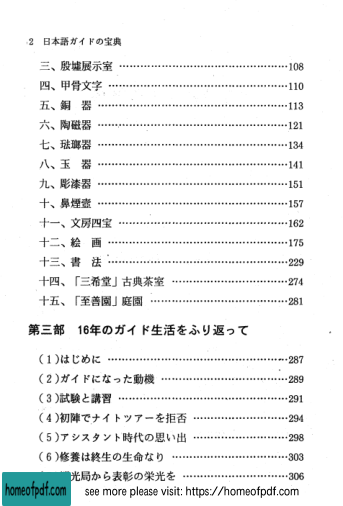 2 日本語ガイドの宝典
三、殷墟展示室 ……………………………………108
四、甲骨文字 ……………………………………110
五、銅　器 ……………………………………113
六、陶磁器 ……………………………………121
七、琺瑯器 ……………………………………134
八、玉　器 ……………………………………141
九、彫漆器 ……………………………………151
十、鼻煙壺 ……………………………………157
十一、文房四宝 ……………………………………162
十二、絵　画 ……………………………………175
十三、書　法 ……………………………………229
十四、「三希堂」古典茶室 ……………………………274
十五、「至善園」庭園 ……………………………281
第三部　16年のガイド生活をふり返って
(1)はじめに ……………………………………287
(2)ガイドになった動機 ……………………………289
(3)試験と講習 ……………………………………291
(4)初陣でナイトツアーを拒否 ……………………294
(5)アシスタント時代の思い出 ……………………298
(6)修養は終生の生命なり ……………………303
光局から表彰の栄光を ……………………306
homeofpdf.com
see more please visit: https://homeofpdf.com